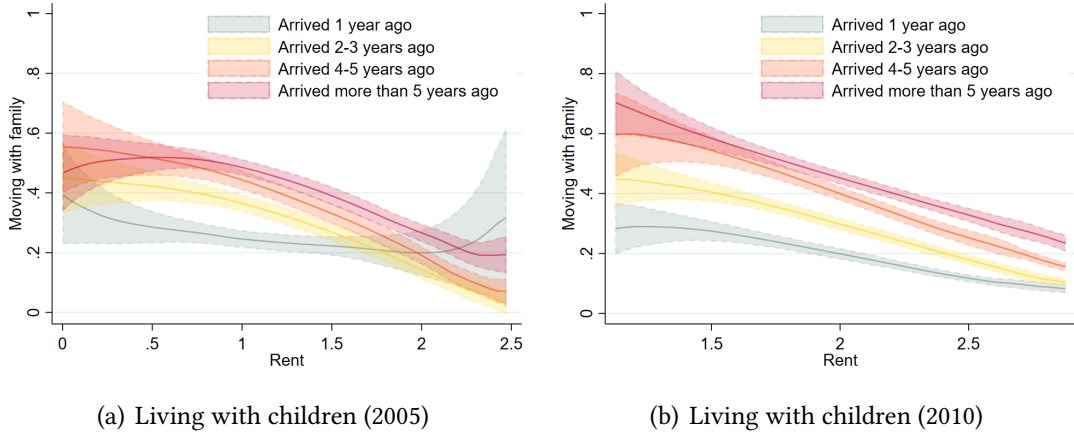 Moving with family
1
.8
.6
.4
.2
0
Arrived 1 year ago
Arrived 2-3 years ago
Arrived 4-5 years ago
Arrived more than 5 years ago
0 .5 1 1.5 2 2.5
Rent
(a) Living with children (2005)
Moving with family
1
.8
.6
.4
.2
0
Arrived 1 year ago
Arrived 2-3 years ago
Arrived 4-5 years ago
Arrived more than 5 years ago
1.5 2 2.5
Rent
(b) Living with children (2010)